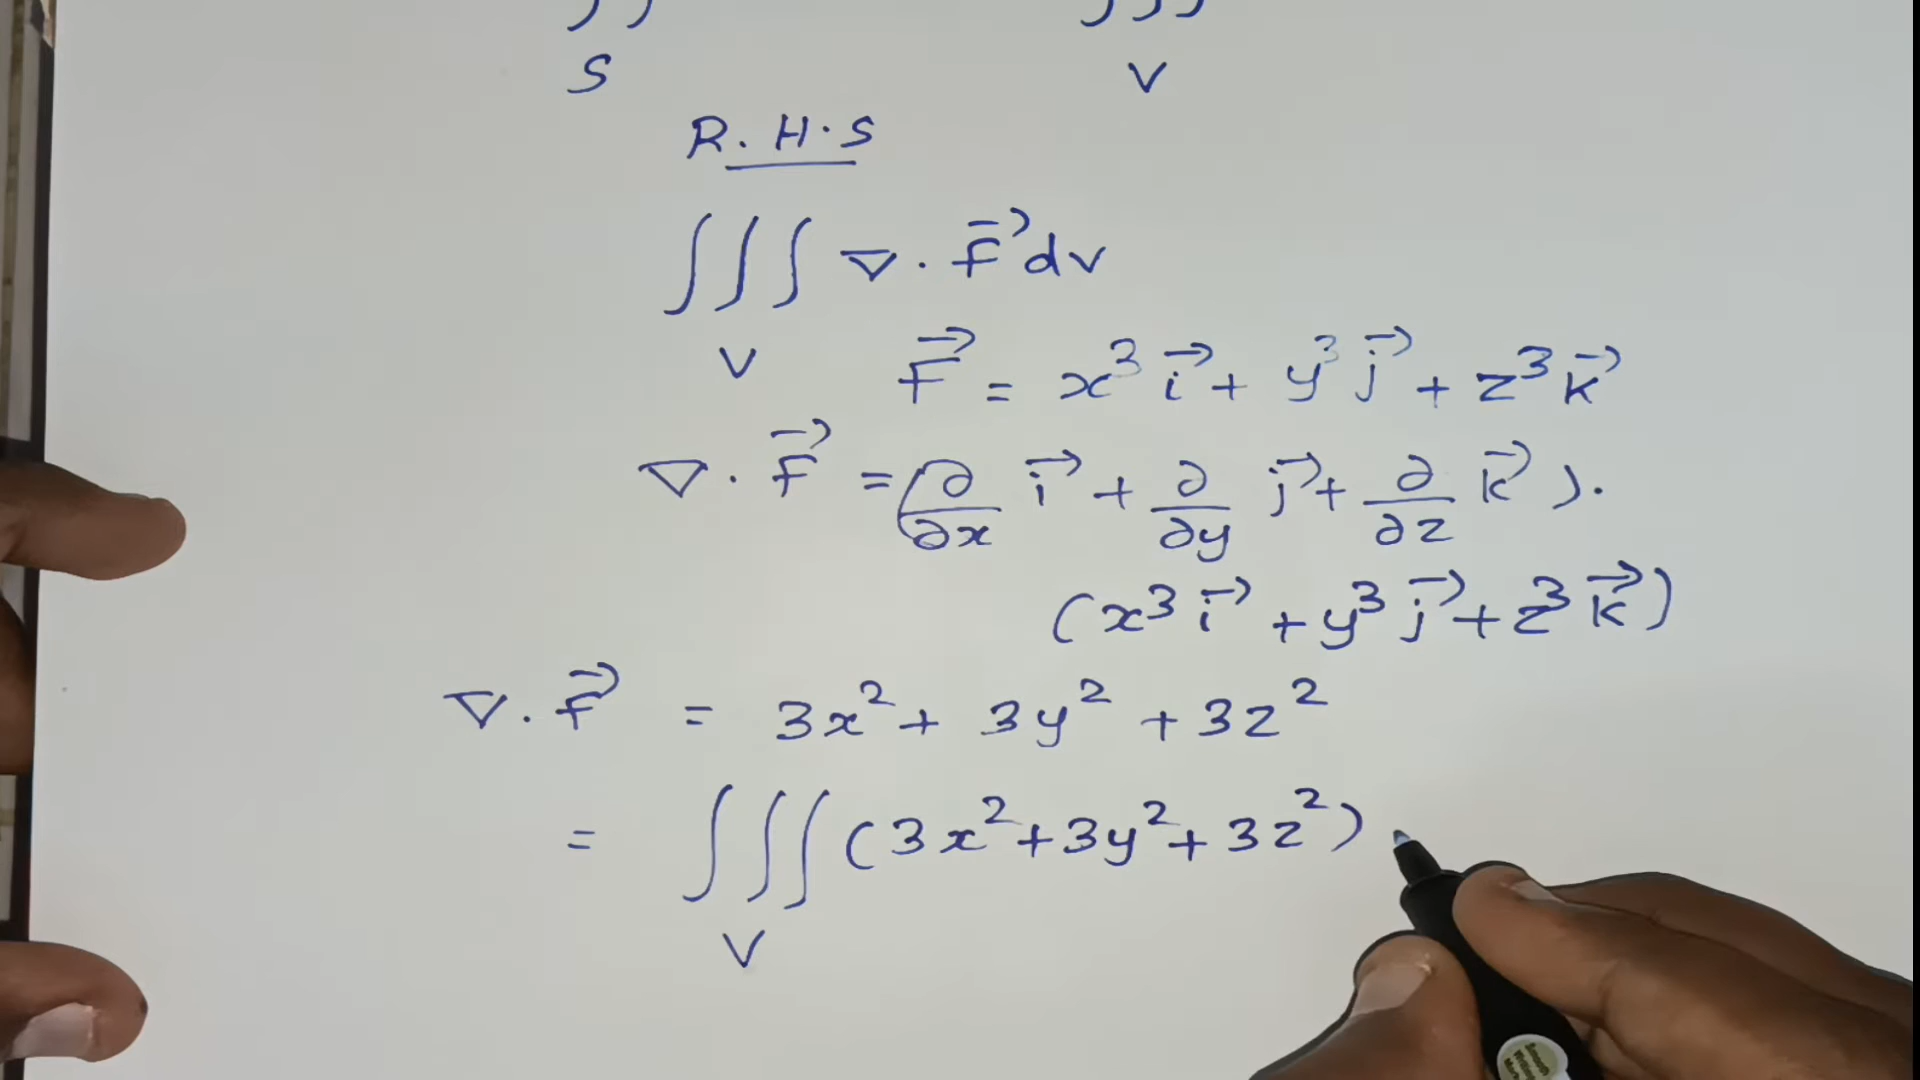 ∫∫ ∫∫∫
S V
R.H.S
∫∫∫ ∇ · F⃗ dv
V
F⃗ = x³ i⃗ + y³ j⃗ + z³ k⃗
∇ · F⃗ = (∂/∂x i⃗ + ∂/∂y j⃗ + ∂/∂z k⃗) ·
(x³ i⃗ + y³ j⃗ + z³ k⃗)
∇ · F⃗ = 3x² + 3y² + 3z²
= ∫∫∫ (3x² + 3y² + 3z²)
V